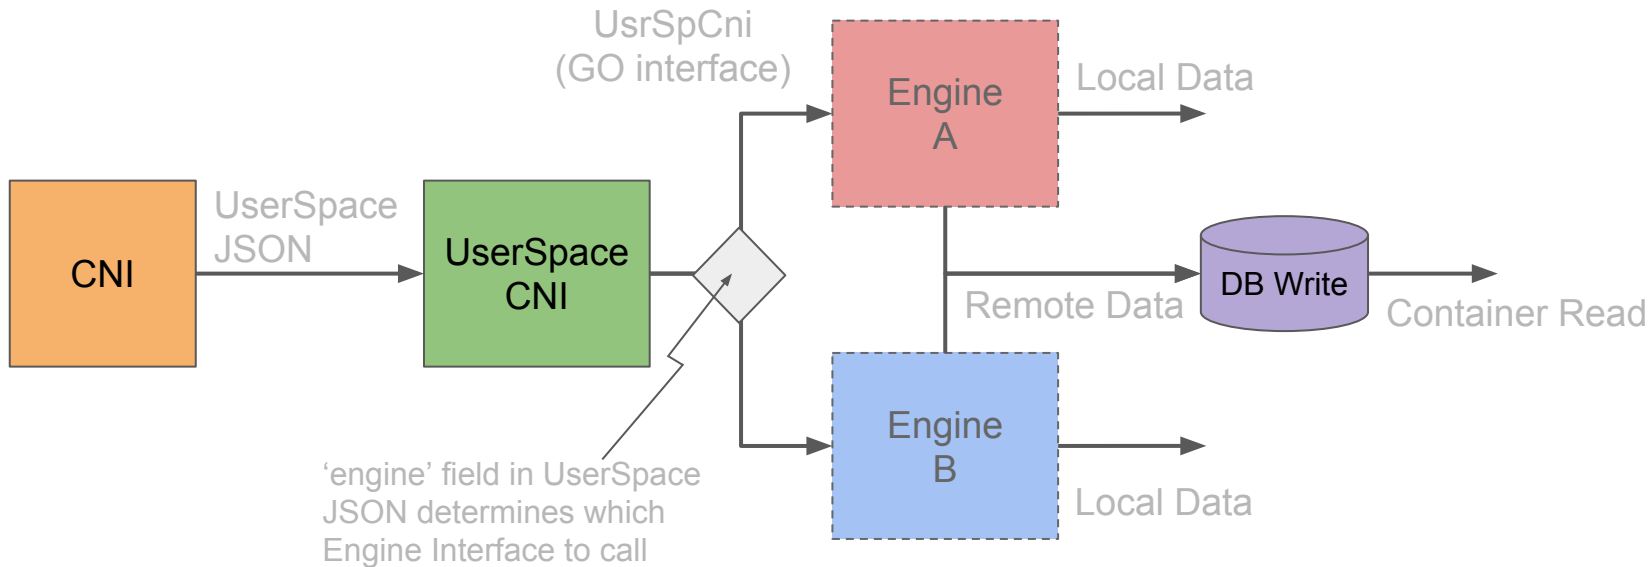 UsrSpCni
(GO interface)
Engine
A
Local Data
CNI
UserSpace
JSON
UserSpace
CNI
Remote Data
DB Write
Container Read
Engine
B
Local Data
‘engine’ field in UserSpace
JSON determines which
Engine Interface to call